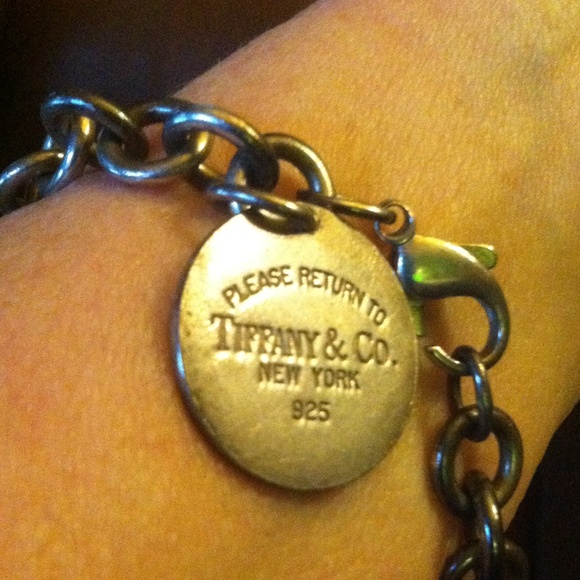 PLEASE RETURN TO
TIFFANY & CO.
NEW YORK
925